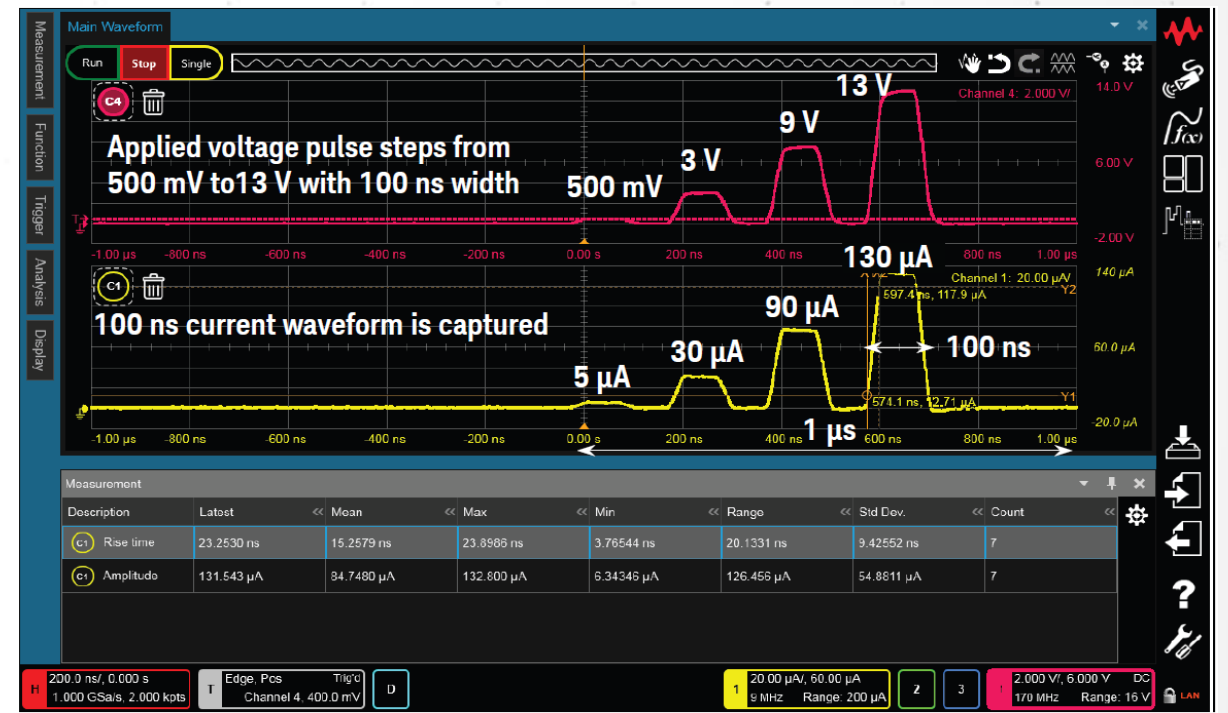 Main Waveform
Measurement
Function
Trigger
Analysis
Display
Run
Stop
Single
C4
Channel 4: 2.000 V/
14.0 V
6.00 V
-2.00 V
13 V
9 V
3 V
500 mV
Applied voltage pulse steps from
500 mV to13 V with 100 ns width
T
-1.00 µs -800 ns -600 ns -400 ns -200 ns 0.00 s 200 ns 400 ns 800 ns 1.00 µs
C1
130 µA
Channel 1: 20.00 µA/
140 µA
Y2
597.4 ns, 117.9 µA
90 µA
100 ns current waveform is captured
30 µA
100 ns
60.0 µA
5 µA
574.1 ns, 12.71 µA
Y1
-20.0 µA
-1.00 µs -800 ns -600 ns -400 ns -200 ns 0.00 s 200 ns 400 ns 600 ns 800 ns 1.00 µs
1 µs
f(x)
Measurement
Description Latest Mean Max Min Range Std Dev. Count
C1 Rise time 23.2530 ns 15.2579 ns 23.8986 ns 3.76544 ns 20.1331 ns 9.42552 ns 7
C1 Amplitude 131.543 µA 84.7480 µA 132.800 µA 6.34346 µA 126.456 µA 54.8811 µA 7
?
H
200.0 ns/, 0.000 s
1.000 GSa/s, 2.000 kpts
T
Edge, Pos Trig'd
Channel 4, 400.0 mV
D
1
20.00 µA/, 60.00 µA
9 MHz Range: 200 µA
2
3
2.000 V/, 6.000 V DC
170 MHz Range: 16 V
LAN